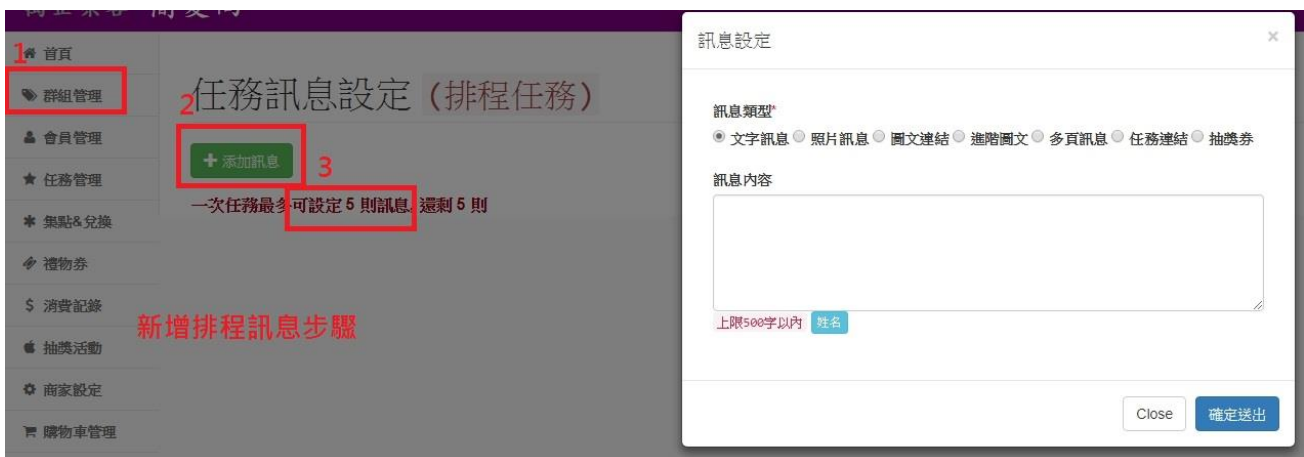 1
首頁
群組管理
會員管理
任務管理
集點&兌換
禮物券
$ 消費記錄
抽獎活動
商家設定
購物車管理
任務訊息設定 (排程任務)
2
+ 添加訊息
3
一次任務最多可設定 5 則訊息, 還剩 5 則
新增排程訊息步驟
訊息設定
×
訊息類型*
文字訊息 照片訊息 圖文連結 進階圖文 多頁訊息 任務連結 抽獎券
訊息內容
上限500字以內 姓名
Close 確定送出